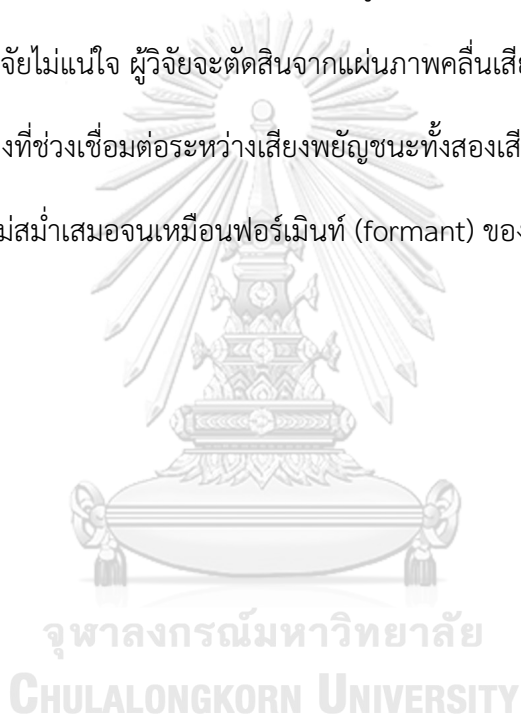 จัยไม่แน่ใจ ผู้วิจัยจะตัดสินจากแผ่นภาพคลื่นเสีย
งที่ช่วยเชื่อมต่อระหว่างเสียงพยัญชนะทั้งสองเสี
ม่สม่ำเสมอจนเหมือนฟอร์เมินท์ (formant) ของ
จุฬาลงกรณ์มหาวิทยาลัย
CHULALONGKORN UNIVERSITY